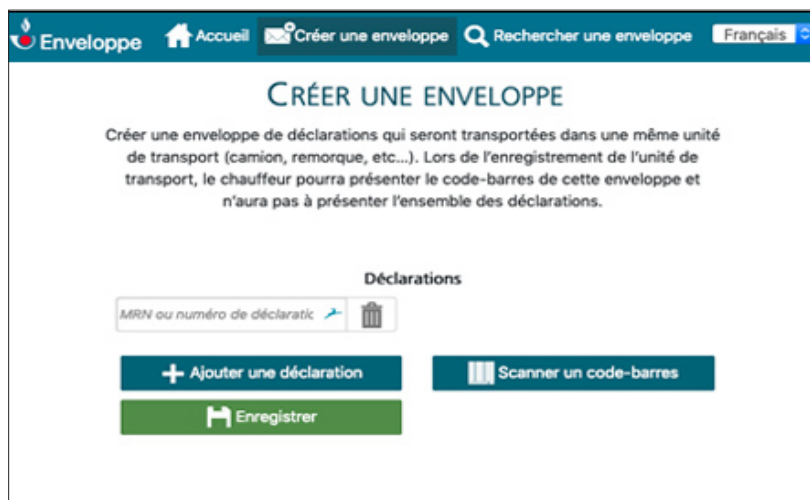 Enveloppe Accueil Créer une enveloppe Rechercher une enveloppe Français
CRÉER UNE ENVELOPPE
Créer une enveloppe de déclarations qui seront transportées dans une même unité
de transport (camion, remorque, etc...). Lors de l'enregistrement de l'unité de
transport, le chauffeur pourra présenter le code-barres de cette enveloppe et
n'aura pas à présenter l'ensemble des déclarations.
Déclarations
MRN ou numéro de déclaratic
Ajouter une déclaration Scanner un code-barres
Enregistrer